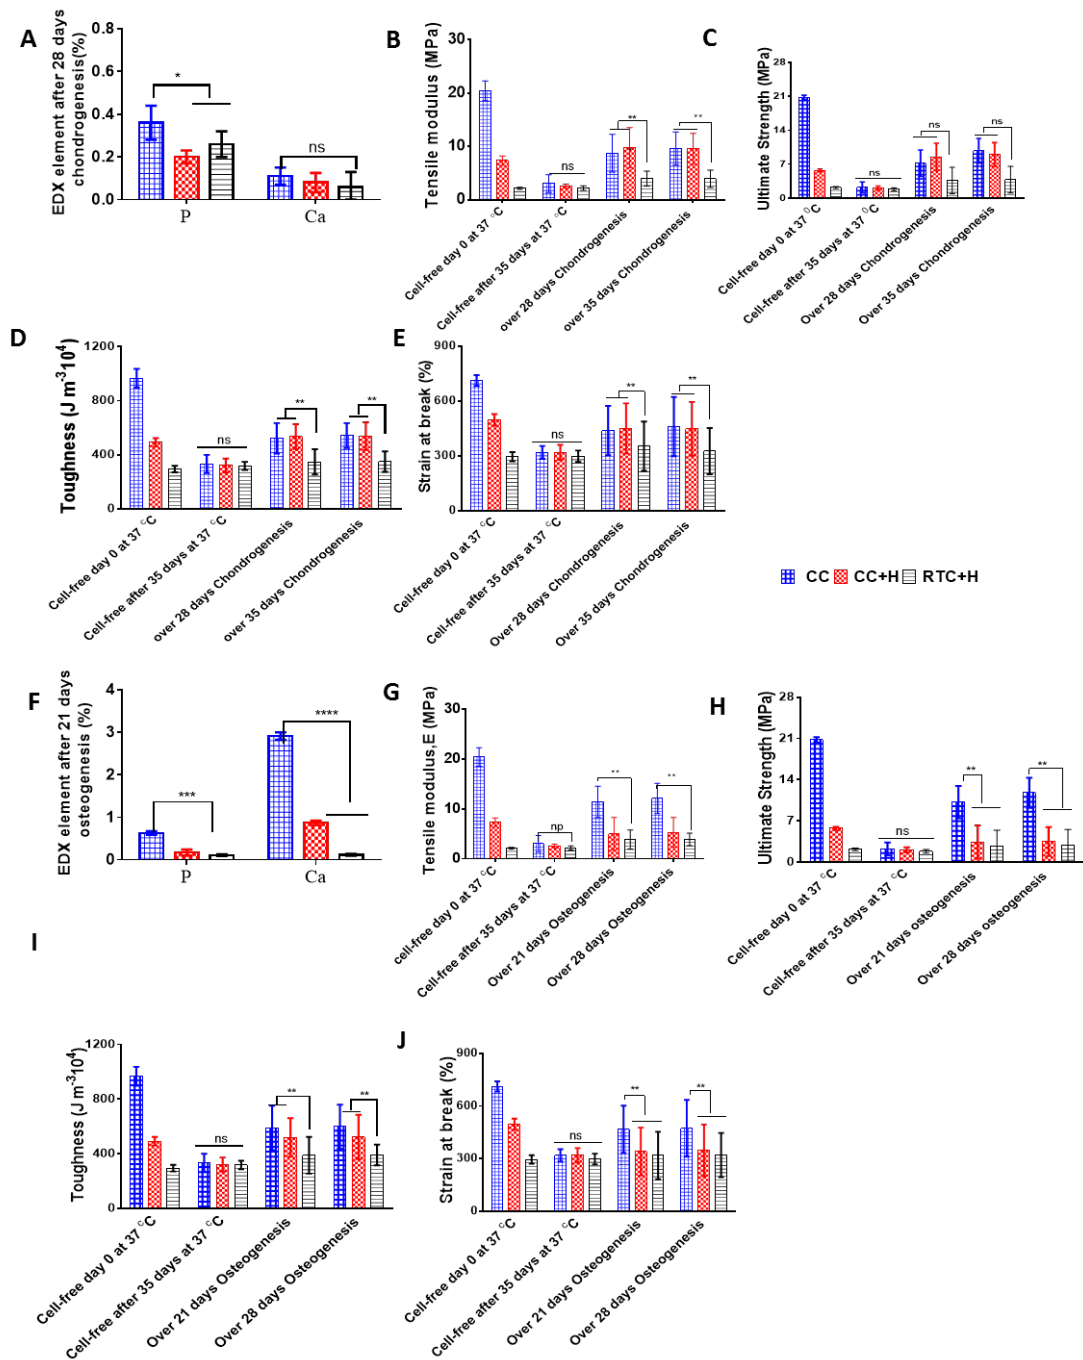 A
EDX element after 28 days
chondrogenesis(%)
0.8
0.6
0.4
0.2
0.0
*
ns
P
Ca
B
Tensile modulus (MPa)
30
20
10
0
ns
**
**
Cell-free day 0 at 37 °C
Cell-free after 35 days at 37 °C
over 28 days Chondrogenesis
over 35 days Chondrogenesis
C
Ultimate Strength (MPa)
28
21
14
7
0
ns
ns
ns
Cell-free day 0 at 37 °C
Cell-free after 35 days at 37 °C
Over 28 days Chondrogenesis
Over 35 days Chondrogenesis
D
Toughness (J m-³10⁴)
1200
800
400
0
ns
**
**
Cell-free day 0 at 37 °C
Cell-free after 35 days at 37 °C
over 28 days Chondrogenesis
over 35 days Chondrogenesis
E
Strain at break (%)
900
600
300
0
ns
**
**
Cell-free day 0 at 37 °C
Cell-free after 35 days at 37 °C
Over 28 days Chondrogenesis
Over 35 days Chondrogenesis
CC CC+H RTC+H
F
EDX element after 21 days
osteogenesis (%)
4
3
2
1
0
***
****
P
Ca
G
Tensile modulus,E (MPa)
30
20
10
0
np
**
**
cell-free day 0 at 37 °C
Cell-free after 35 days at 37 °C
Over 21 days Osteogenesis
Over 28 days Osteogenesis
H
Ultimate Strength (MPa)
28
21
14
7
0
ns
**
**
Cell-free day 0 at 37 °C
Cell-free after 35 days at 37 °C
Over 21 days osteogenesis
Over 28 days osteogenesis
I
Toughness (J m-³10⁴)
1200
800
400
0
ns
**
**
Cell-free day 0 at 37 °C
Cell-free after 35 days at 37 °C
Over 21 days Osteogenesis
Over 28 days Osteogenesis
J
Strain at break (%)
900
600
300
0
ns
**
**
Cell-free day 0 at 37 °C
Cell-free after 35 days at 37 °C
Over 21 days Osteogenesis
Over 28 days Osteogenesis